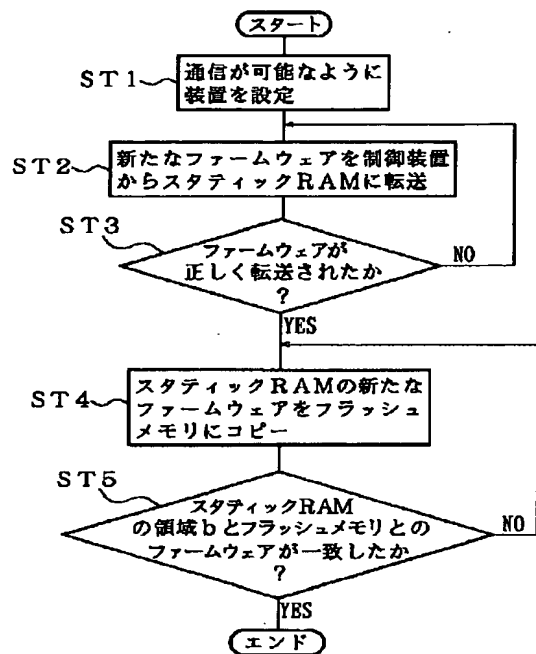 スタート
ST1
通信が可能なように
装置を設定
ST2
新たなファームウェアを制御装置
からスタティックRAMに転送
ST3
ファームウェアが
正しく転送されたか
?
NO
YES
ST4
スタティックRAMの新たな
ファームウェアをフラッシュ
メモリにコピー
ST5
スタティックRAM
の領域bとフラッシュメモリとの
ファームウェアが一致したか
?
NO
YES
エンド